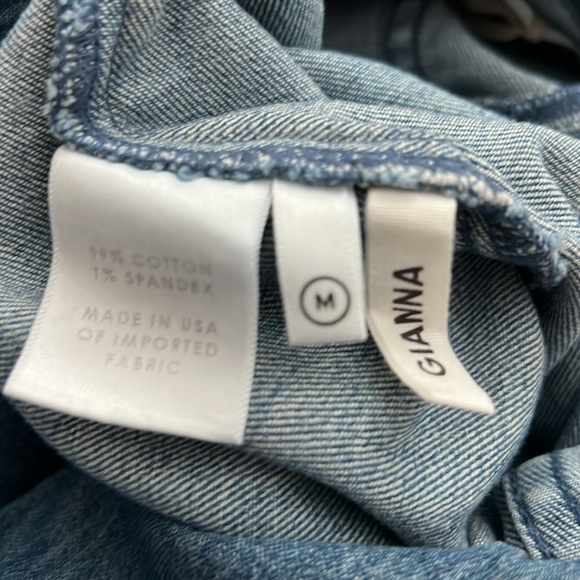 99% COTTON
1% SPANDEX
MADE IN USA
OF IMPORTED
FABRIC
M
GIANNA